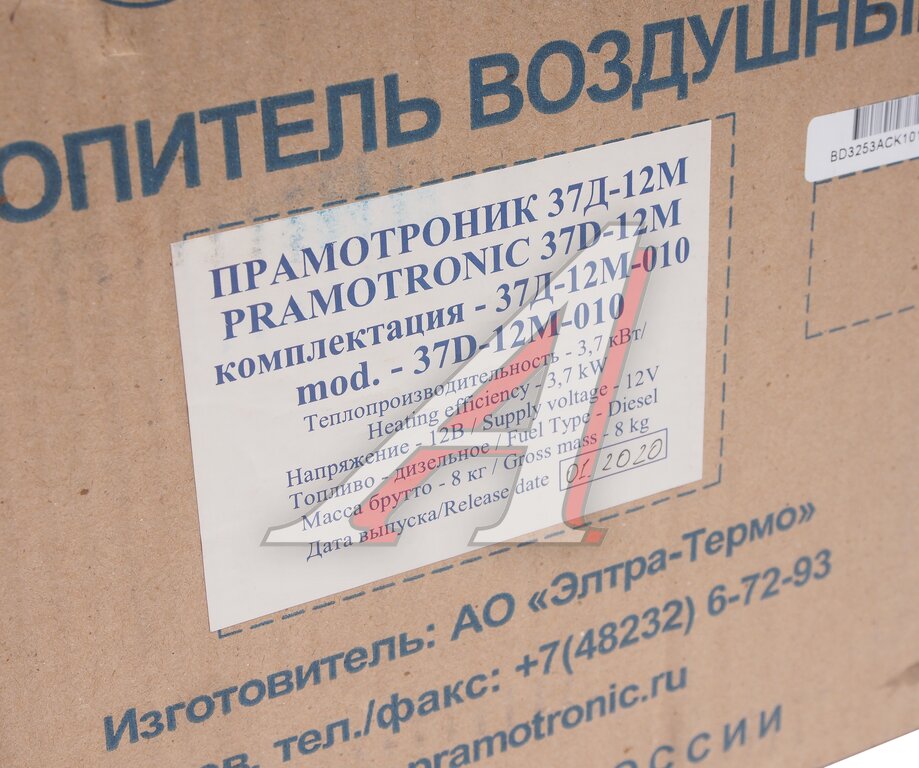 ОПИТЕЛЬ ВОЗДУШНЫ
BD3253ACK10
ПРАМОТРОНИК 37Д-12М
PRAMOTRONIC 37D-12M
комплектация - 37Д-12М-010
mod. - 37D-12M-010
Теплопроизводительность - 3,7 кВт/
Heating efficiency - 3,7 kW
Напряжение - 12В / Supply voltage - 12V
Топливо - дизельное / Fuel Type - Diesel
Масса брутто - 8 кг / Gross mass - 8 kg
Дата выпуска/Release date 01.2020
Изготовитель: АО «Элтра-Термо»
ов. тел./факс: +7(48232) 6-72-93
pramotronic.ru
РОССИИ